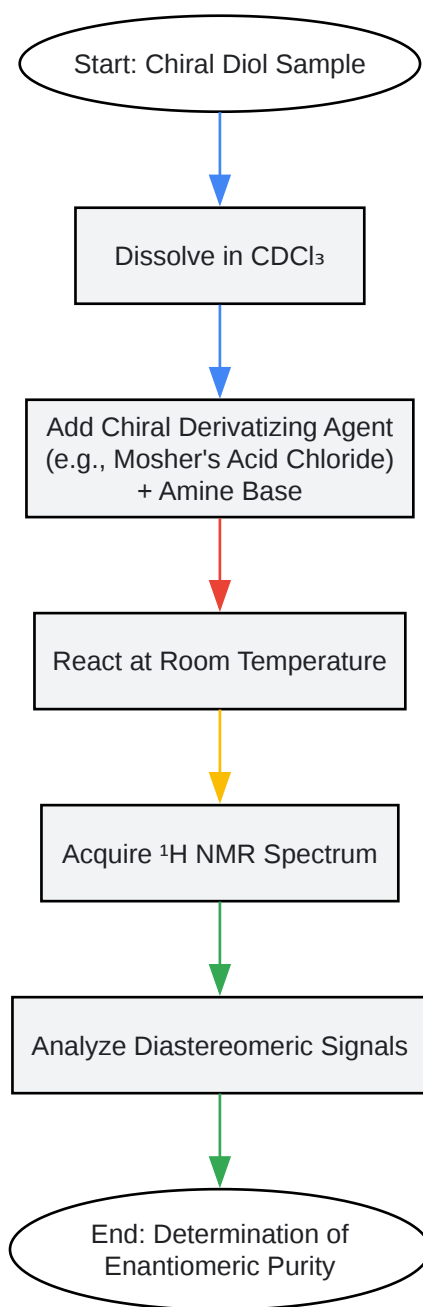 Start: Chiral Diol Sample
Dissolve in CDCl₃
Add Chiral Derivatizing Agent
(e.g., Mosher's Acid Chloride)
+ Amine Base
React at Room Temperature
Acquire ¹H NMR Spectrum
Analyze Diastereomeric Signals
End: Determination of
Enantiomeric Purity